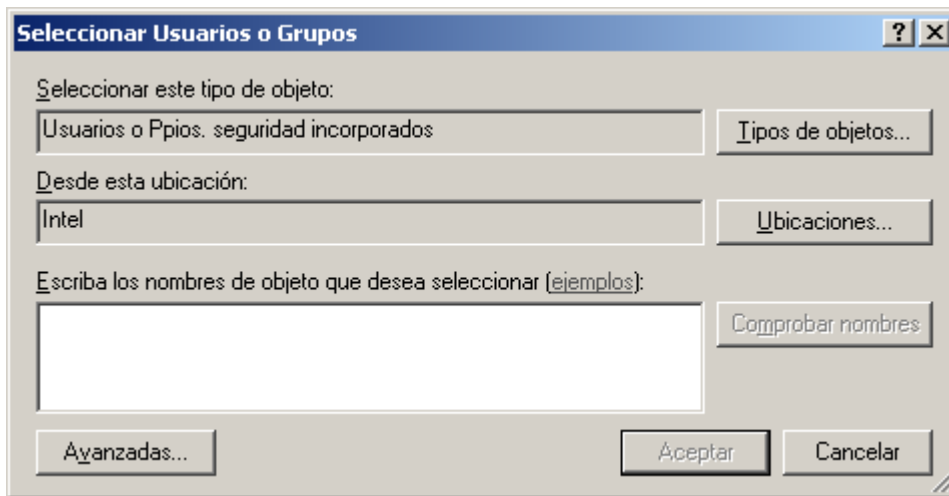 Seleccionar Usuarios o Grupos
Seleccionar este tipo de objeto:
Usuarios o Ppios. seguridad incorporados
Tipos de objetos...
Desde esta ubicación:
Intel
Ubicaciones...
Escriba los nombres de objeto que desea seleccionar (ejemplos):
Comprobar nombres
Avanzadas...
Aceptar
Cancelar